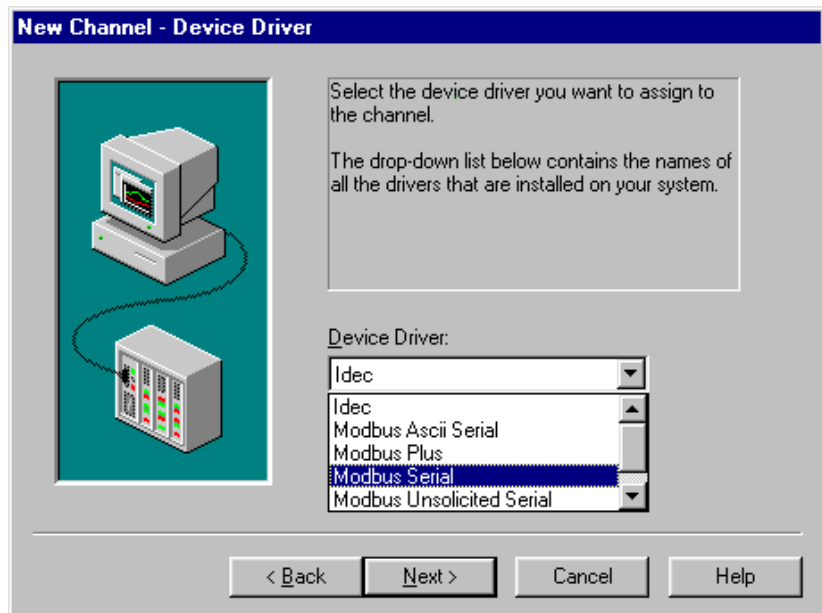 New Channel - Device Driver
Select the device driver you want to assign to
the channel.
The drop-down list below contains the names of
all the drivers that are installed on your system.
Device Driver:
Idec
Idec
Modbus Ascii Serial
Modbus Plus
Modbus Serial
Modbus Unsolicited Serial
< Back
Next >
Cancel
Help